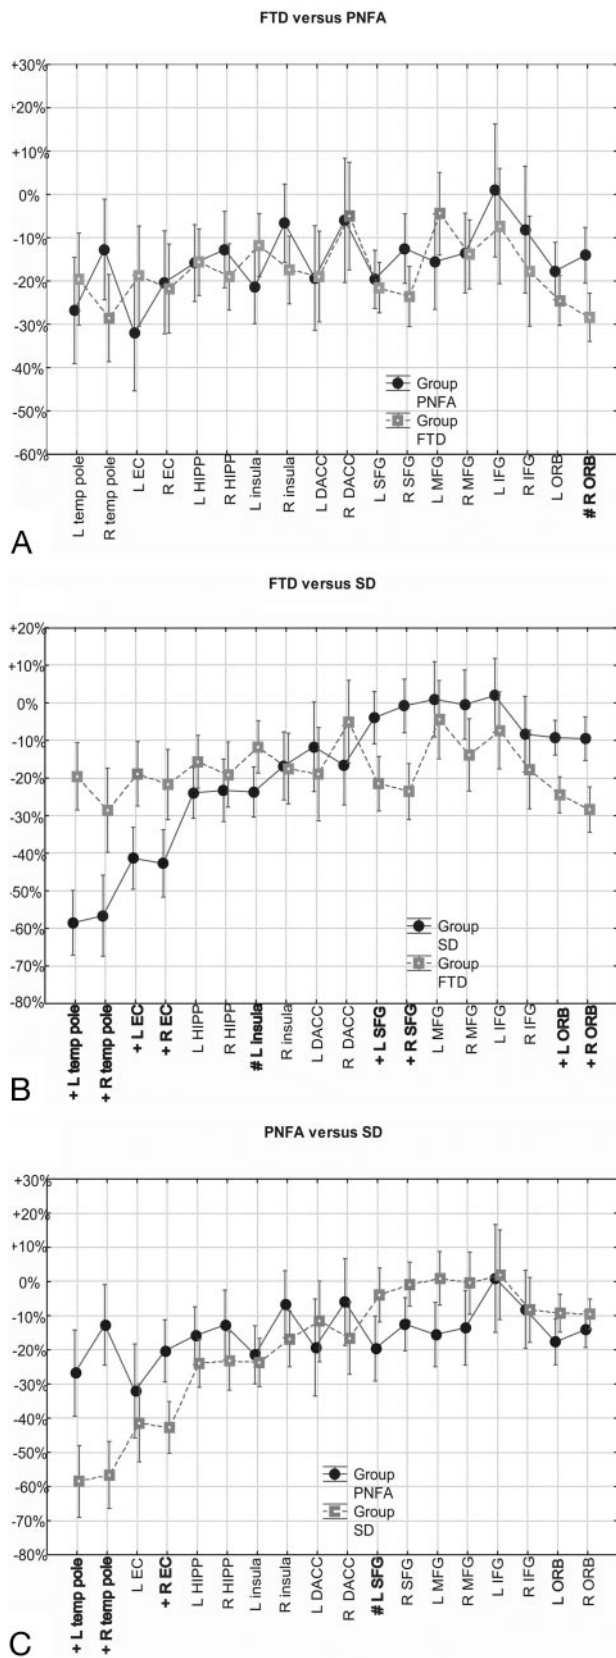 FTD versus PNFA
+30%
+20%
+10%
0%
-10%
-20%
-30%
-40%
-50%
-60%
Group
PNFA
Group
FTD
L temp pole
R temp pole
L EC
R EC
L HIPP
R HIPP
L insula
R insula
L DACC
R DACC
L SFG
R SFG
L MFG
R MFG
L IFG
R IFG
L ORB
# R ORB
A
FTD versus SD
+20%
+10%
0%
-10%
-20%
-30%
-40%
-50%
-60%
-70%
-80%
Group
SD
Group
FTD
+ L temp pole
+ R temp pole
+ L EC
+ R EC
L HIPP
R HIPP
# L insula
R insula
L DACC
R DACC
+ L SFG
+ R SFG
L MFG
R MFG
L IFG
R IFG
+ L ORB
+ R ORB
B
PNFA versus SD
+30%
+20%
+10%
0%
-10%
-20%
-30%
-40%
-50%
-60%
-70%
-80%
Group
PNFA
Group
SD
+ L temp pole
+ R temp pole
L EC
+ R EC
L HIPP
R HIPP
L insula
R insula
L DACC
R DACC
# L SFG
R SFG
L MFG
R MFG
L IFG
R IFG
L ORB
R ORB
C